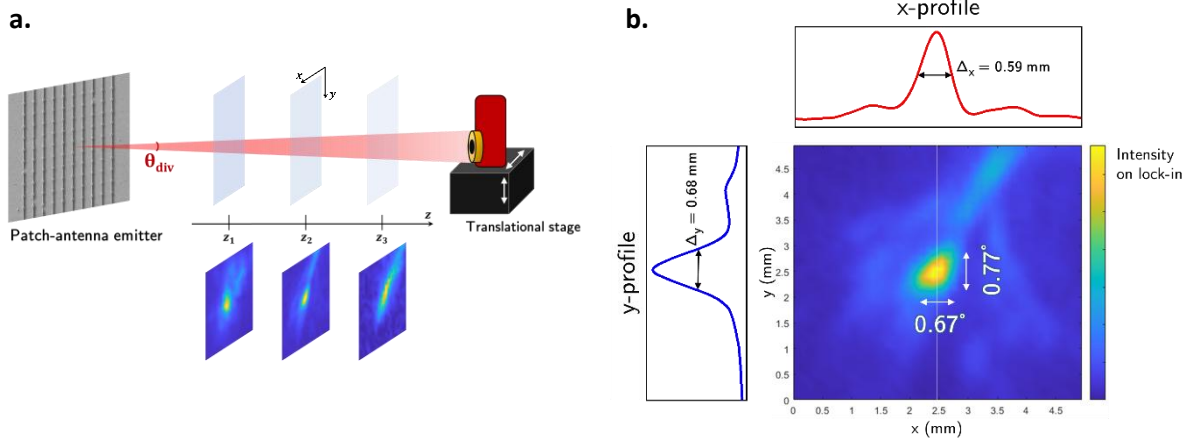 a.
x
y
θdiv
Patch-antenna emitter
z1
z2
z3
z
Translational stage
b.
x-profile
Δx = 0.59 mm
y-profile
Δy = 0.68 mm
Intensity
on lock-in
4.5
4
3.5
3
2.5
2
1.5
1
0.5
0
y (mm)
0.77°
0.67°
0 0.5 1 1.5 2 2.5 3 3.5 4 4.5
x (mm)